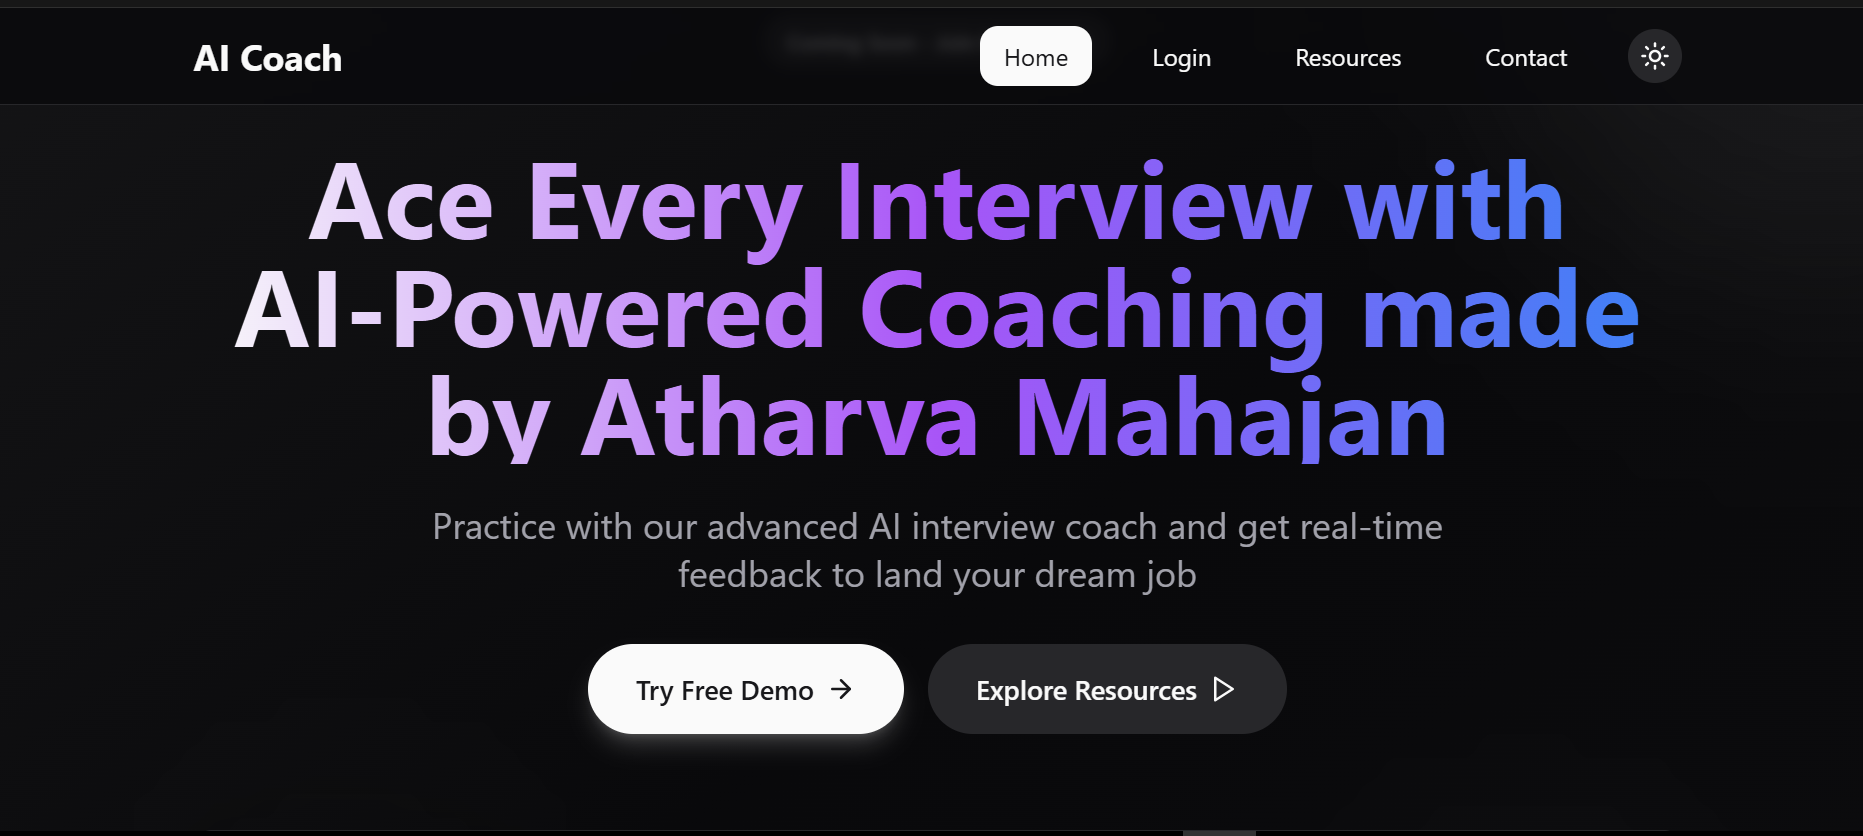 AI Coach
Home
Login
Resources
Contact
Ace Every Interview with
AI-Powered Coaching made
by Atharva Mahajan
Practice with our advanced AI interview coach and get real-time
feedback to land your dream job
Try Free Demo
Explore Resources